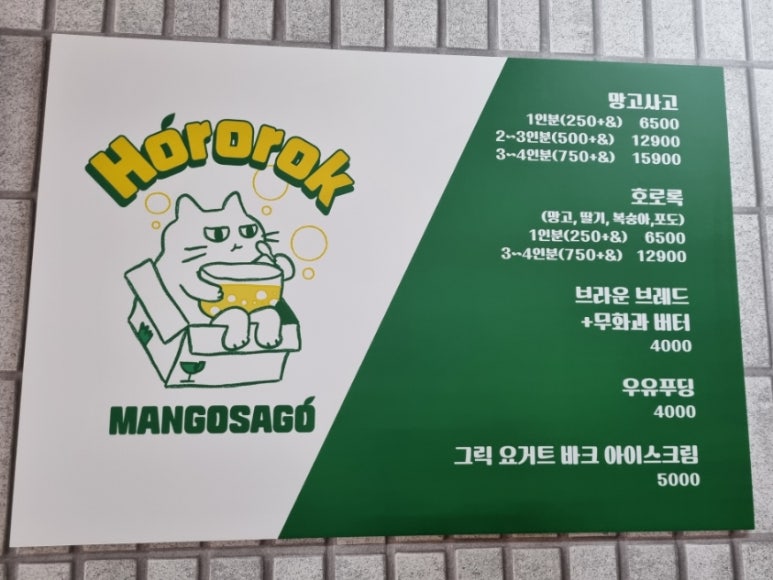 Hórorok
MANGOSAGÓ
망고사고
1인분(250+&) 6500
2~3인분(500+&) 12900
3~4인분(750+&) 15900
호로록
(망고, 딸기, 복숭아,포도)
1인분(250+&) 6500
3~4인분(750+&) 12900
브라운 브레드
+무화과 버터
4000
우유푸딩
4000
그릭 요거트 바크 아이스크림
5000